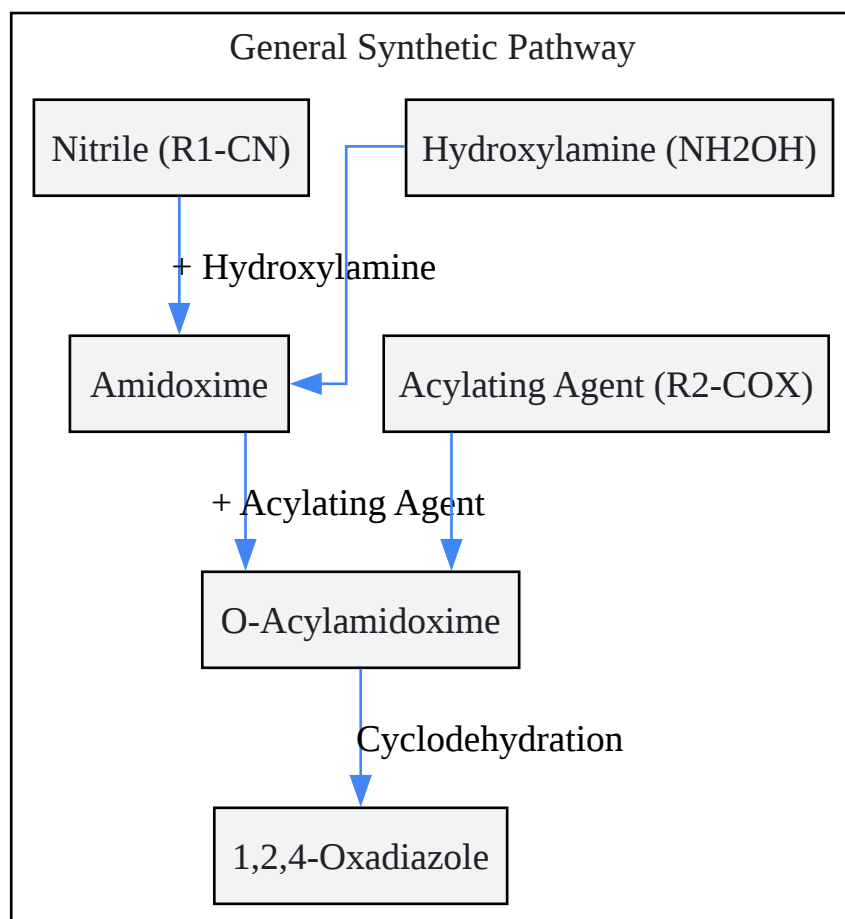 General Synthetic Pathway
Nitrile (R1-CN)
Hydroxylamine (NH2OH)
+ Hydroxylamine
Amidoxime
Acylating Agent (R2-COX)
+ Acylating Agent
O-Acylamidoxime
Cyclodehydration
1,2,4-Oxadiazole